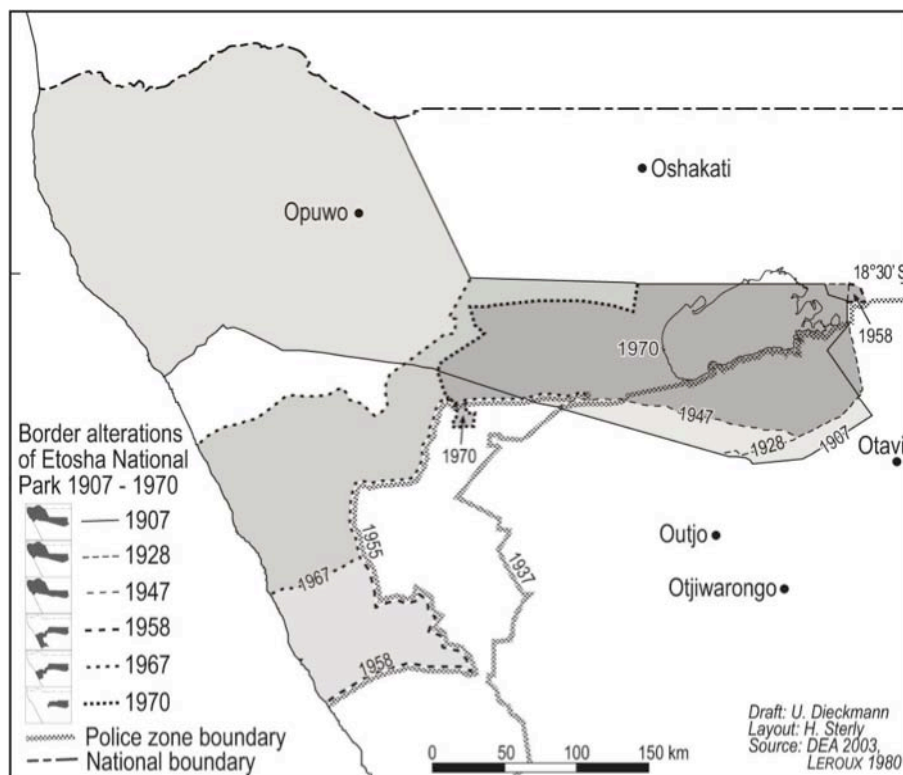 Oshakati
Opuwo
18°30' S
1958
1970
1947
1928
1907
Otavi
1970
Border alterations
of Etosha National
Park 1907 - 1970
1907
1928
1947
1958
1967
1970
Police zone boundary
National boundary
1955
1937
1967
1958
Outjo
Otjiwarongo
0 50 100 150 km
Draft: U. Dieckmann
Layout: H. Sterly
Source: DEA 2003,
LEROUX 1980